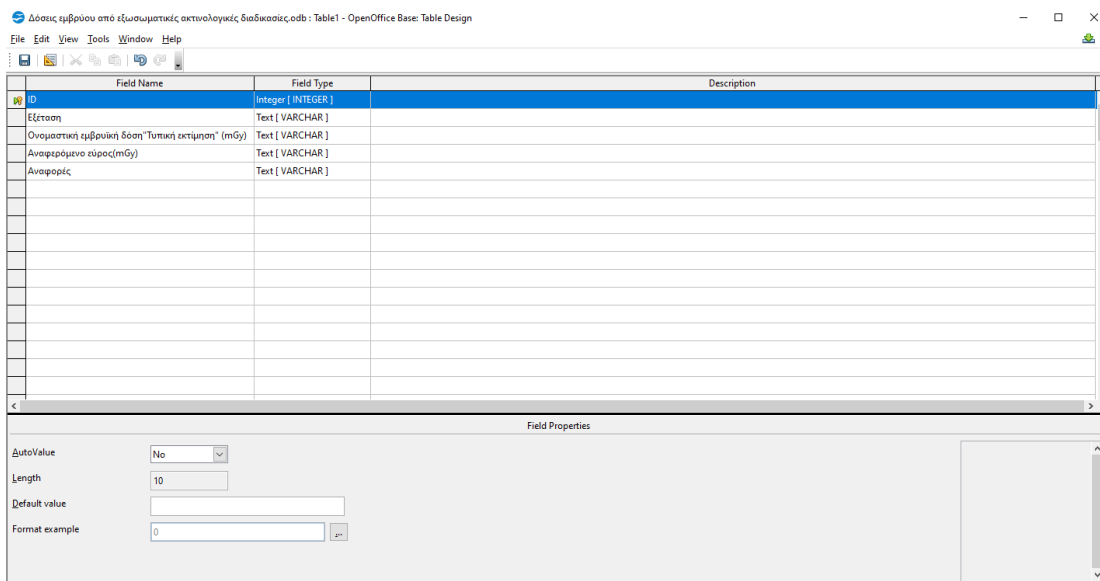 Δόσεις εμβρύου από εξωσωματικές ακτινολογικές διαδικασίες.odb : Table1 - OpenOffice Base: Table Design
File Edit View Tools Window Help
Field Name Field Type Description
ID Integer [ INTEGER ]
Εξέταση Text [ VARCHAR ]
Ονομαστική εμβρυϊκή δόση"Τυπική εκτίμηση" (mGy) Text [ VARCHAR ]
Αναφερόμενο εύρος(mGy) Text [ VARCHAR ]
Αναφορές Text [ VARCHAR ]
Field Properties
AutoValue No
Length 10
Default value
Format example 0 ...